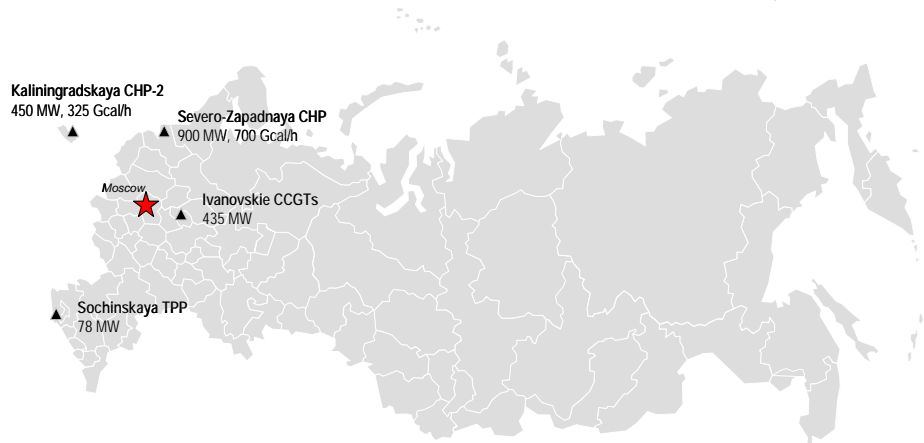 Kaliningradskaya CHP-2
450 MW, 325 Gcal/h
Severo-Zapadnaya CHP
900 MW, 700 Gcal/h
Moscow
Ivanovskie CCGTs
435 MW
Sochinskaya TPP
78 MW